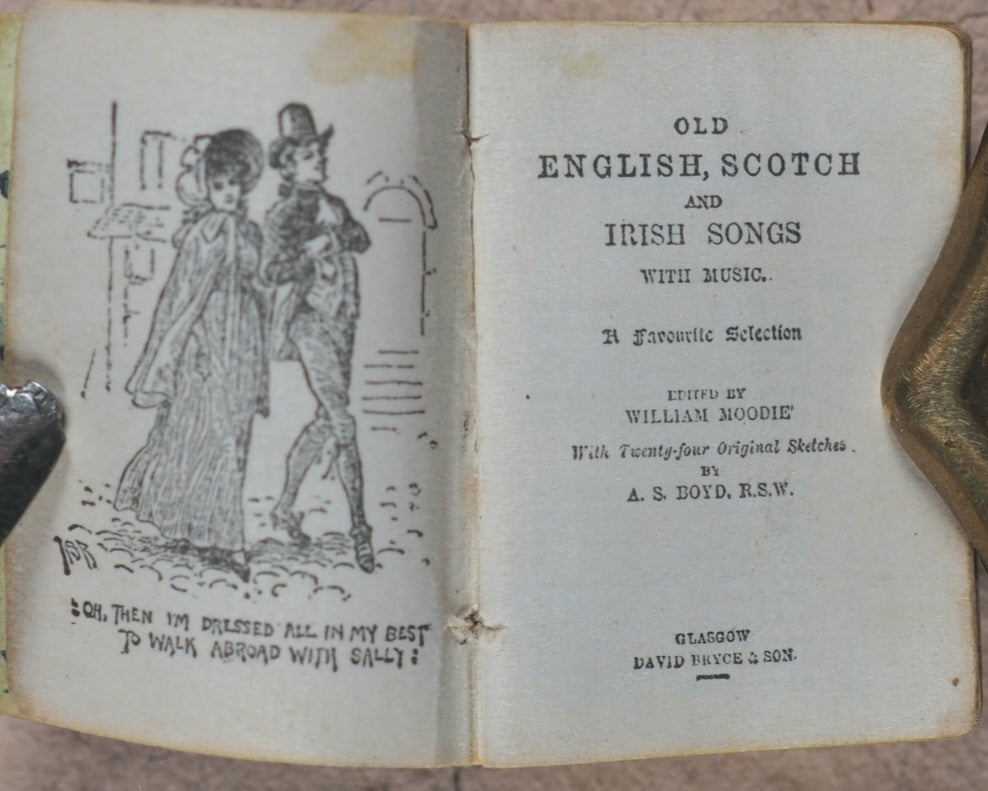 : OH, THEN I'M DRESSED ALL IN MY BEST
TO WALK ABROAD WITH SALLY :
OLD
ENGLISH, SCOTCH
AND
IRISH SONGS
WITH MUSIC.
A Favourite Selection
EDITED BY
WILLIAM MOODIE
With Twenty-four Original Sketches
BY
A. S. BOYD, R.S.W.
GLASGOW
DAVID BRYCE & SON.